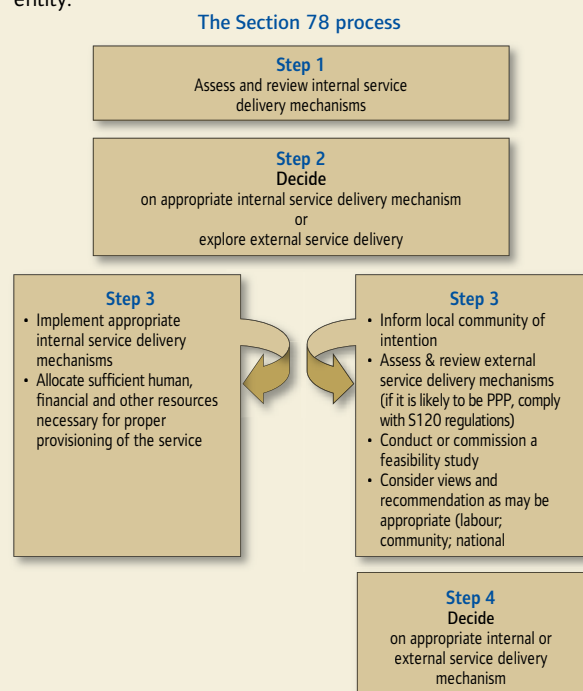 entity.
The Section 78 process
Step 1
Assess and review internal service
delivery mechanisms
Step 2
Decide
on appropriate internal service delivery mechanism
or
explore external service delivery
Step 3
• Implement appropriate
internal service delivery
mechanisms
• Allocate sufficient human,
financial and other resources
necessary for proper
provisioning of the service
Step 3
• Inform local community of
intention
• Assess & review external
service delivery mechanisms
(if it is likely to be PPP, comply
with S120 regulations)
• Conduct or commission a
feasibility study
• Consider views and
recommendation as may be
appropriate (labour;
community; national
Step 4
Decide
on appropriate internal or
external service delivery
mechanism